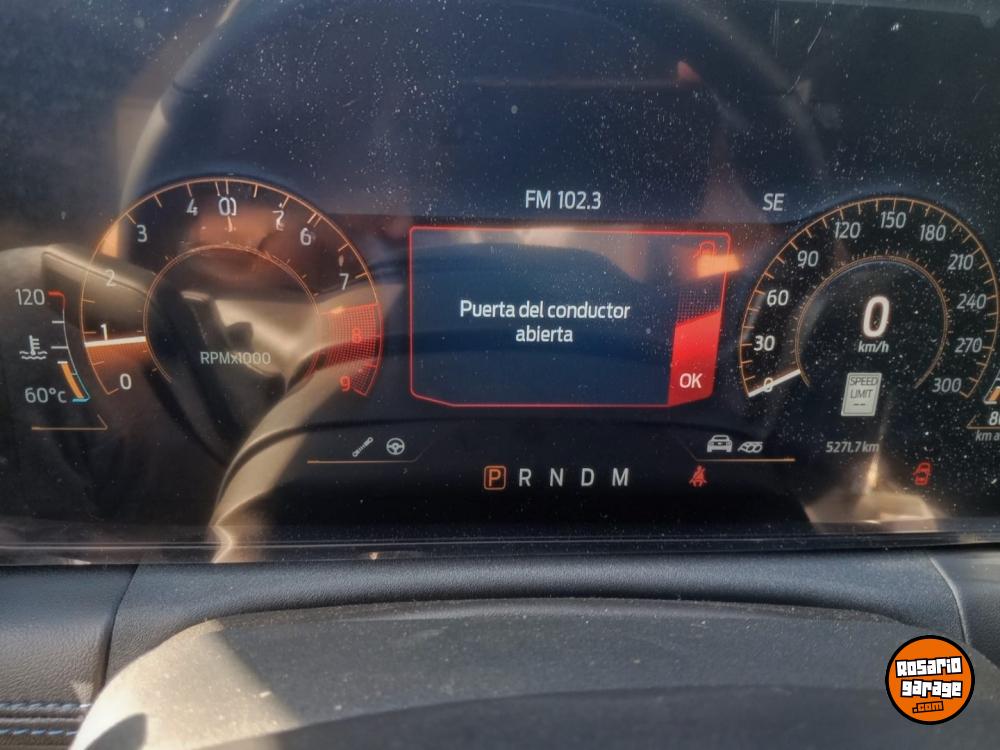 FM 102.3
SE
0 1 2 3 4 6 7 8 9
RPMx1000
120
60°c
Puerta del conductor
abierta
OK
0 30 60 90 120 150 180 210 240 270 300
0
km/h
SPEED
LIMIT
--
5271.7 km
P R N D M
km a
Rosario
garage
.com